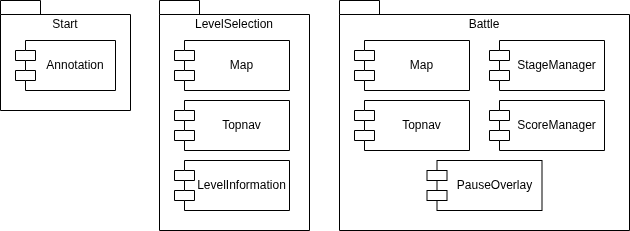 Start
Annotation
LevelSelection
Map
Topnav
LevelInformation
Battle
Map
StageManager
Topnav
ScoreManager
PauseOverlay